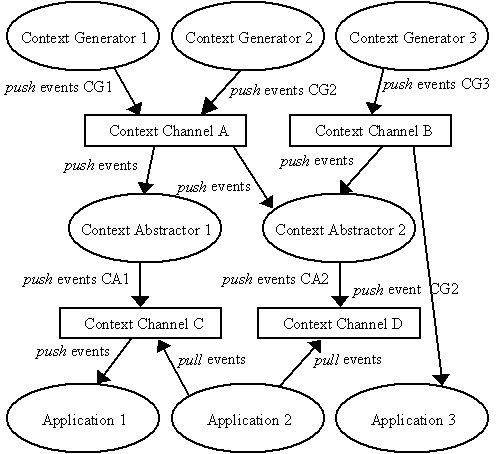 Context Generator 1
Context Generator 2
Context Generator 3
push events CG1
push events CG2
push events CG3
Context Channel A
Context Channel B
push events
push events
push events
Context Abstractor 1
Context Abstractor 2
push events CA1
push events CA2
push event CG2
Context Channel C
Context Channel D
push events
pull events
pull events
Application 1
Application 2
Application 3